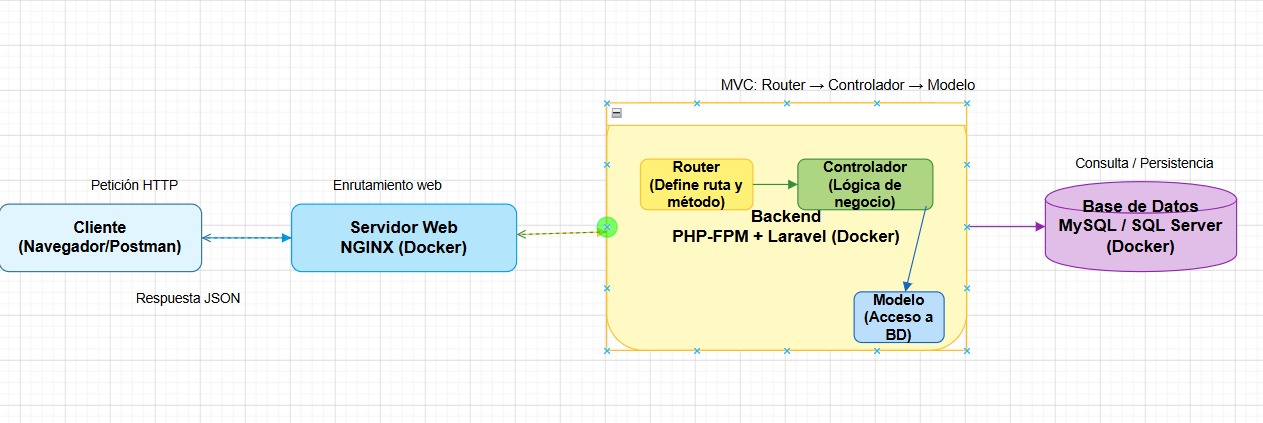 MVC: Router → Controlador → Modelo
Petición HTTP
Cliente
(Navegador/Postman)
Respuesta JSON
Enrutamiento web
Servidor Web
NGINX (Docker)
Router
(Define ruta y
método)
Controlador
(Lógica de
negocio)
Backend
PHP-FPM + Laravel (Docker)
Modelo
(Acceso a
BD)
Consulta / Persistencia
Base de Datos
MySQL / SQL Server
(Docker)